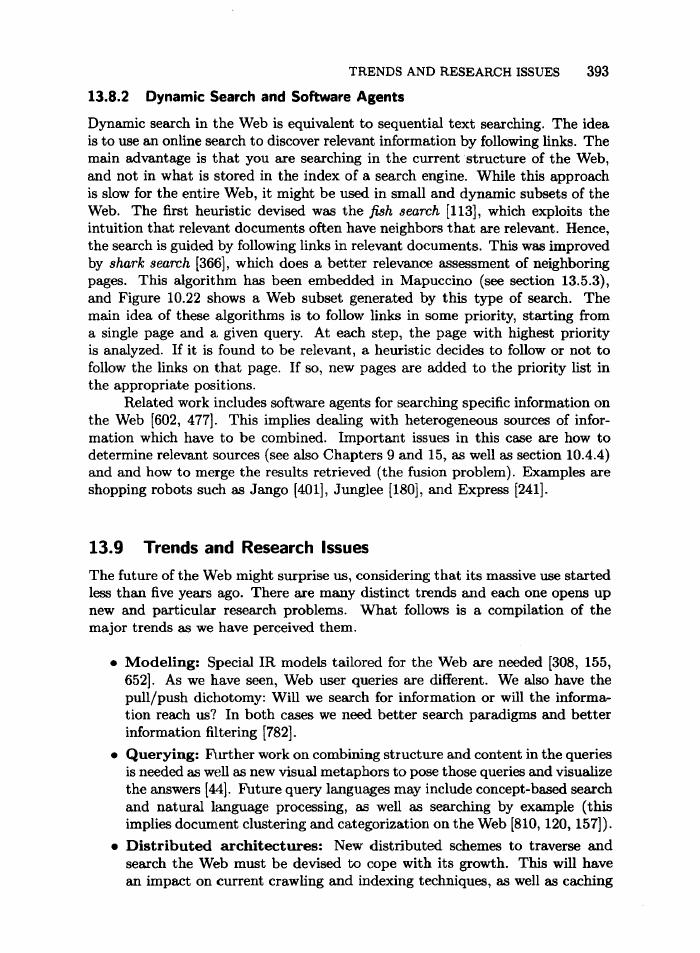 TRENDS AND RESEARCH ISSUES 393
13.8.2 Dynamic Search and Software Agents
Dynamic search in the Web is equivalent to sequential text searching. The idea
is to use an online search to discover relevant information by following links. The
main advantage is that you are searching in the current structure of the Web,
and not in what is stored in the index of a search engine. While this approach
is slow for the entire Web, it might be used in small and dynamic subsets of the
Web. The first heuristic devised was the fish search [113], which exploits the
intuition that relevant documents often have neighbors that are relevant. Hence,
the search is guided by following links in relevant documents. This was improved
by shark search [366], which does a better relevance assessment of neighboring
pages. This algorithm has been embedded in Mapuccino (see section 13.5.3),
and Figure 10.22 shows a Web subset generated by this type of search. The
main idea of these algorithms is to follow links in some priority, starting from
a single page and a given query. At each step, the page with highest priority
is analyzed. If it is found to be relevant, a heuristic decides to follow or not to
follow the links on that page. If so, new pages are added to the priority list in
the appropriate positions.
Related work includes software agents for searching specific information on
the Web [602, 477]. This implies dealing with heterogeneous sources of infor-
mation which have to be combined. Important issues in this case are how to
determine relevant sources (see also Chapters 9 and 15, as well as section 10.4.4)
and and how to merge the results retrieved (the fusion problem). Examples are
shopping robots such as Jango [401], Junglee [180], and Express [241].
13.9 Trends and Research Issues
The future of the Web might surprise us, considering that its massive use started
less than five years ago. There are many distinct trends and each one opens up
new and particular research problems. What follows is a compilation of the
major trends as we have perceived them.
• Modeling: Special IR models tailored for the Web are needed [308, 155,
652]. As we have seen, Web user queries are different. We also have the
pull/push dichotomy: Will we search for information or will the informa-
tion reach us? In both cases we need better search paradigms and better
information filtering [782].
• Querying: Further work on combining structure and content in the queries
is needed as well as new visual metaphors to pose those queries and visualize
the answers [44]. Future query languages may include concept-based search
and natural language processing, as well as searching by example (this
implies document clustering and categorization on the Web [810, 120, 157]).
• Distributed architectures: New distributed schemes to traverse and
search the Web must be devised to cope with its growth. This will have
an impact on current crawling and indexing techniques, as well as caching